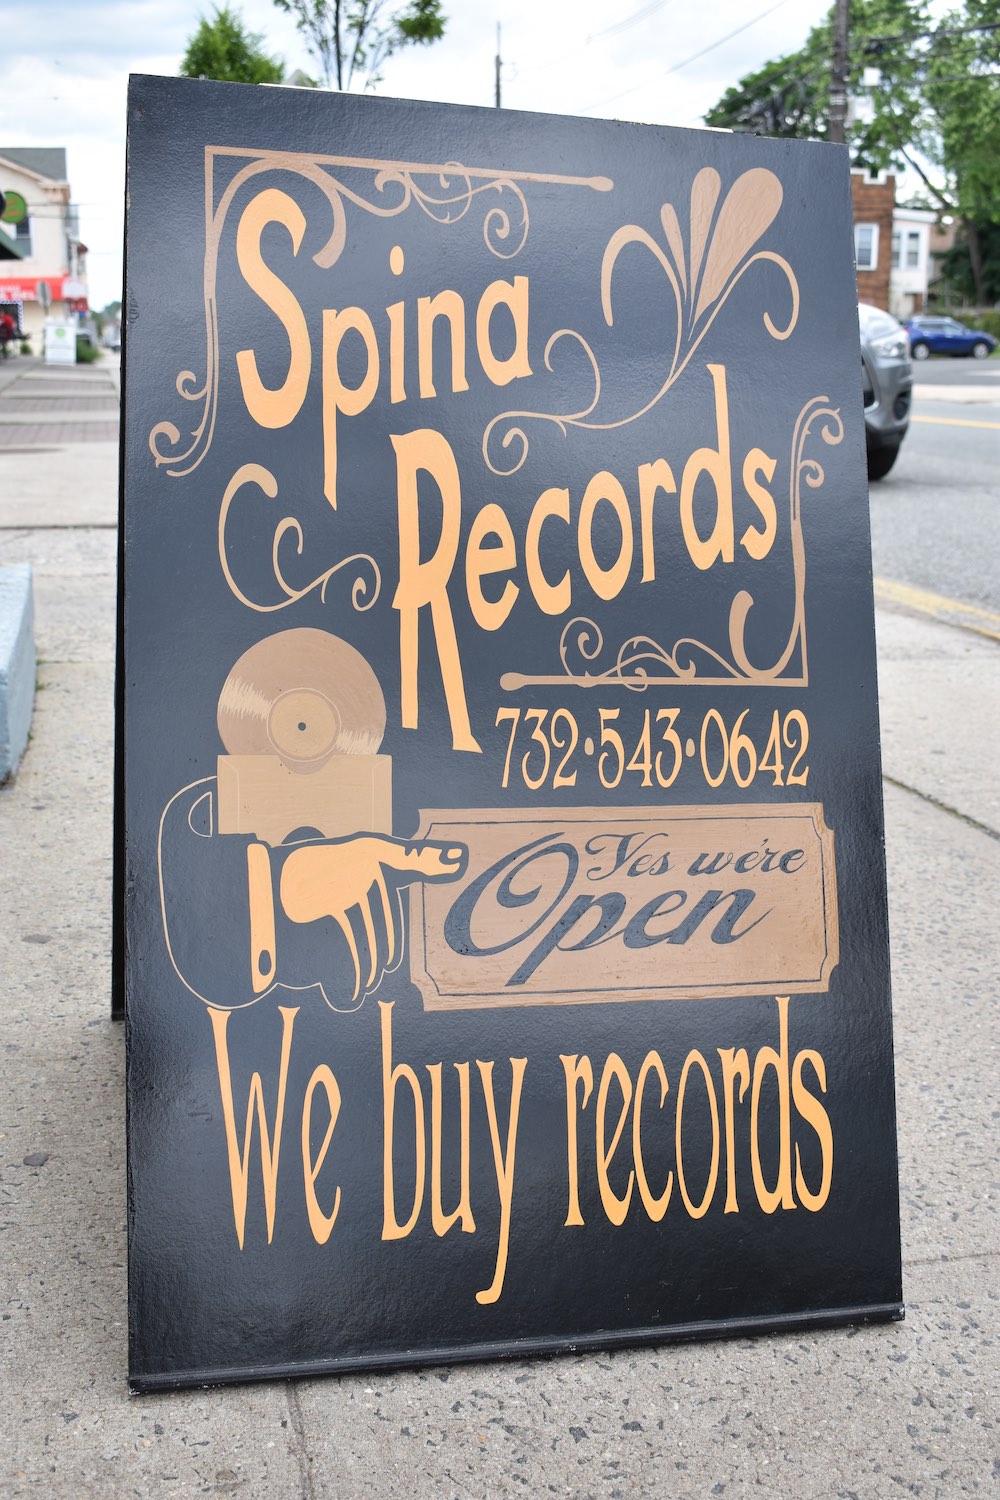 Spina
Records
732·543·0642
Yes we're
Open
We buy records